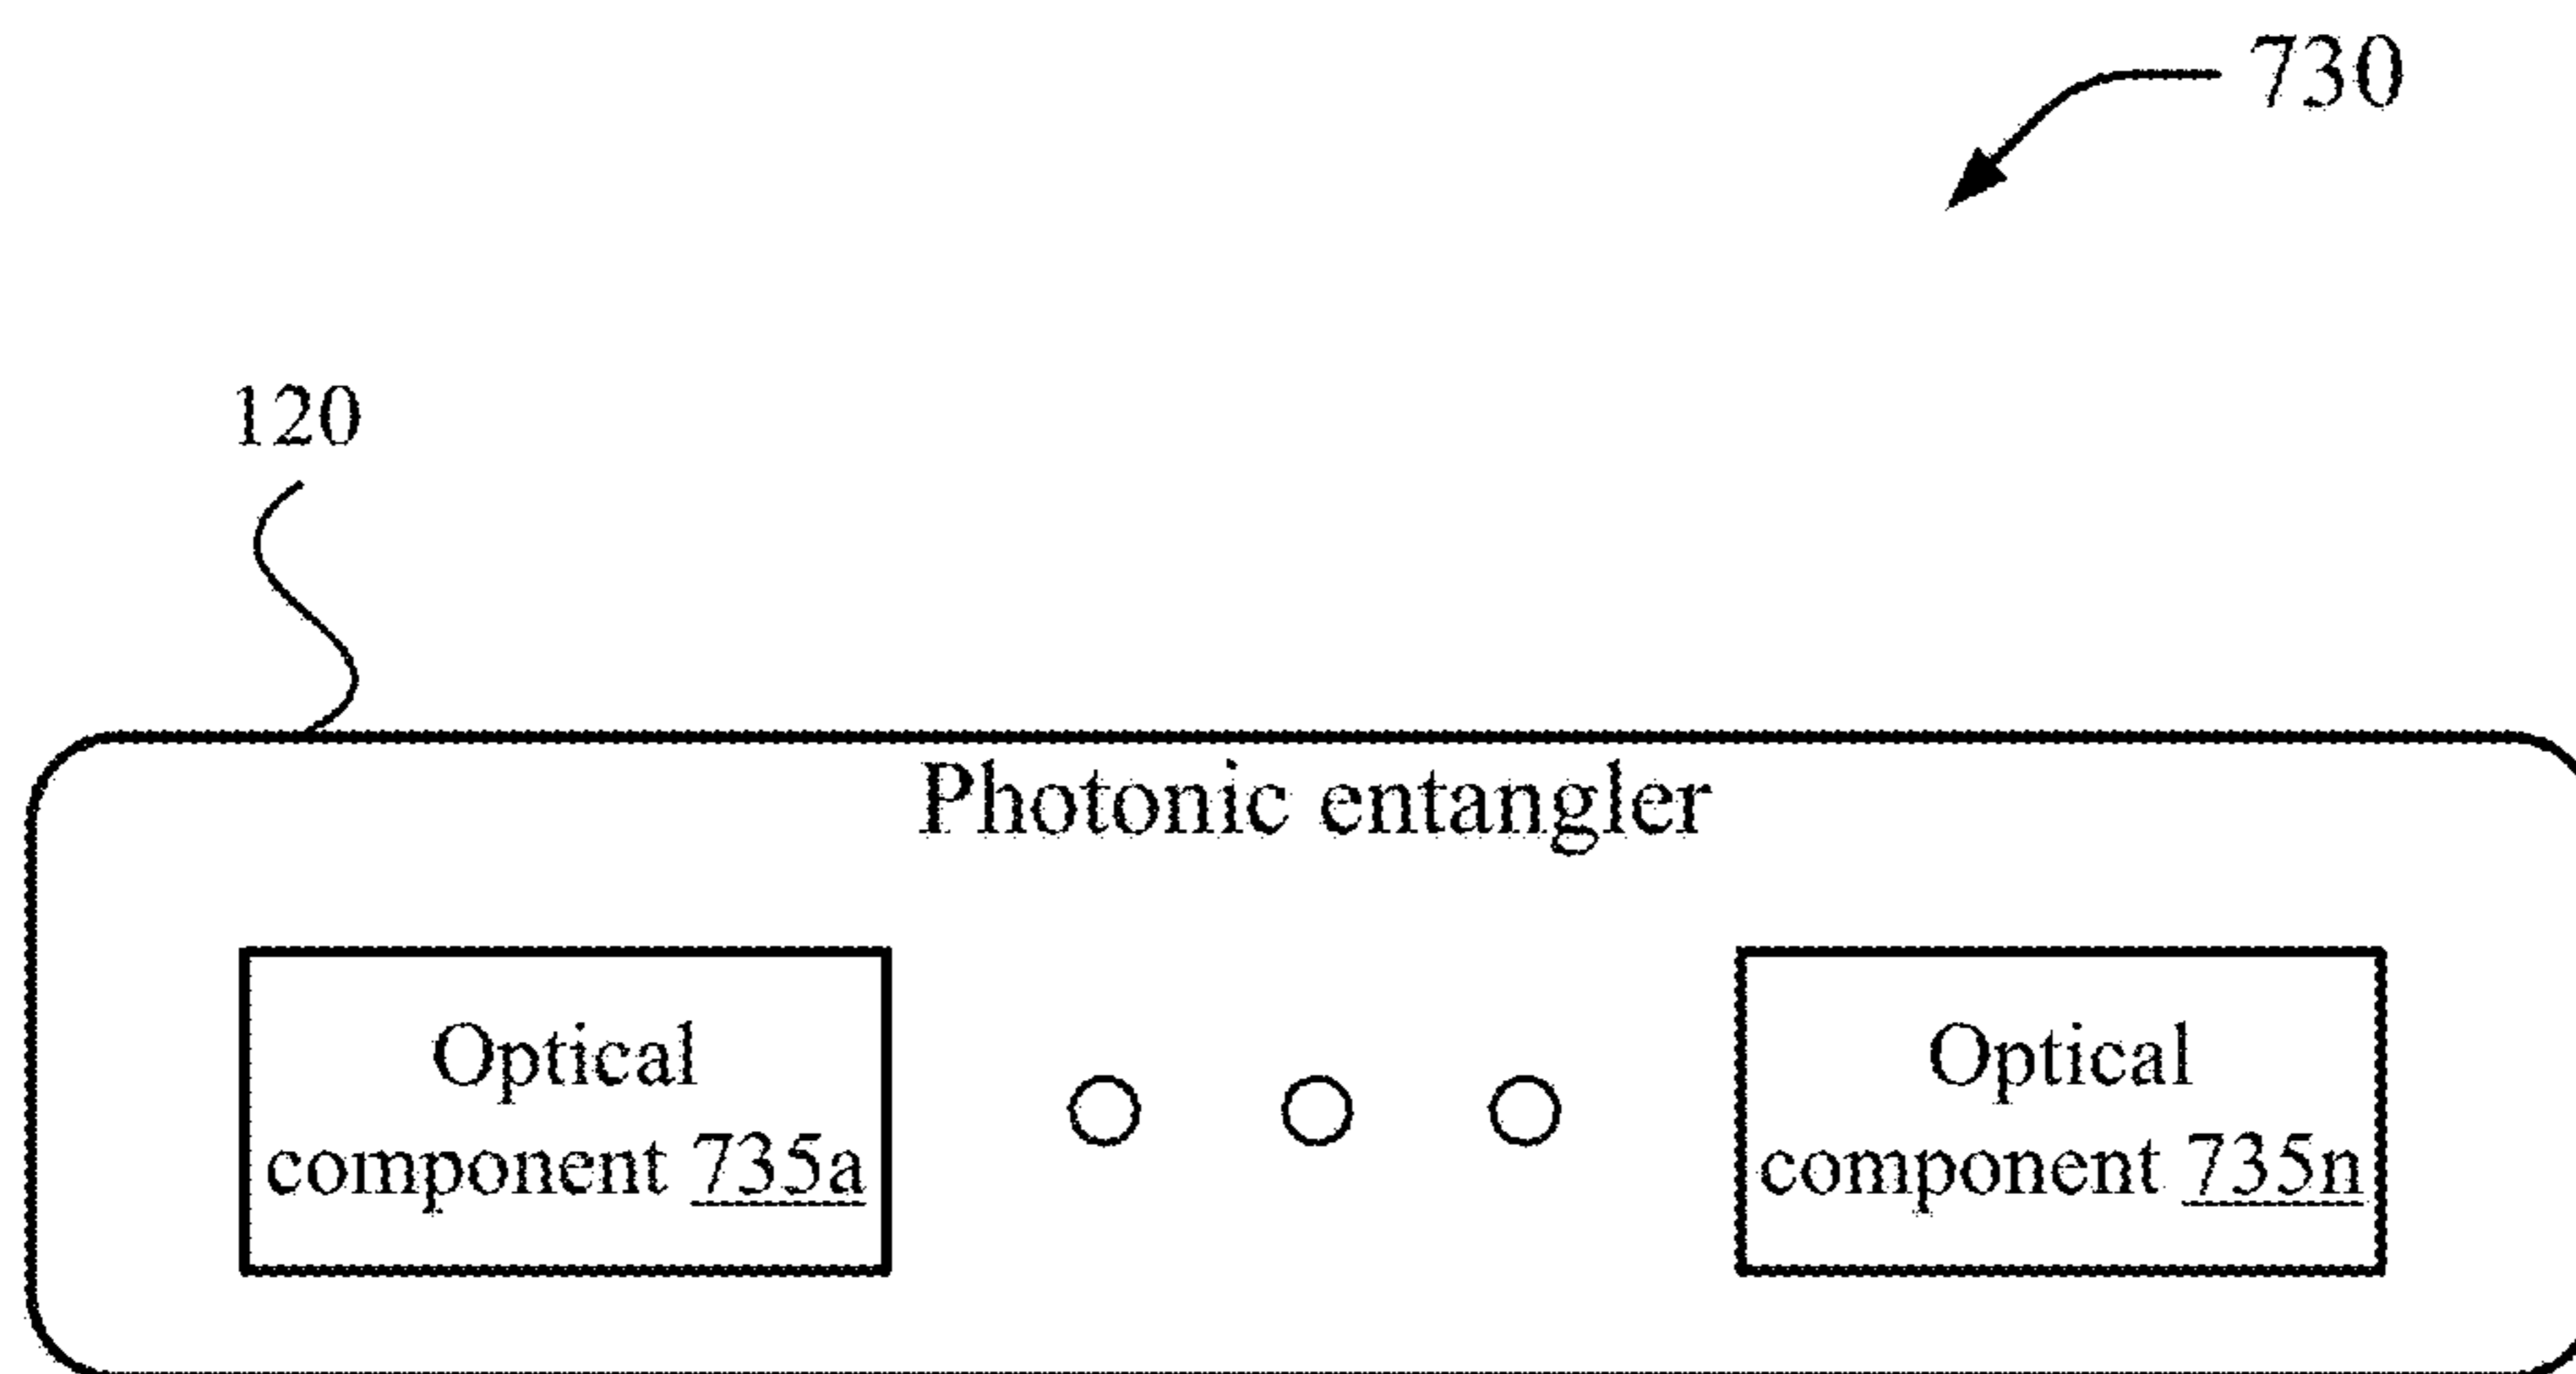 730
120
Photonic entangler
Optical
component 735a
Optical
component 735n